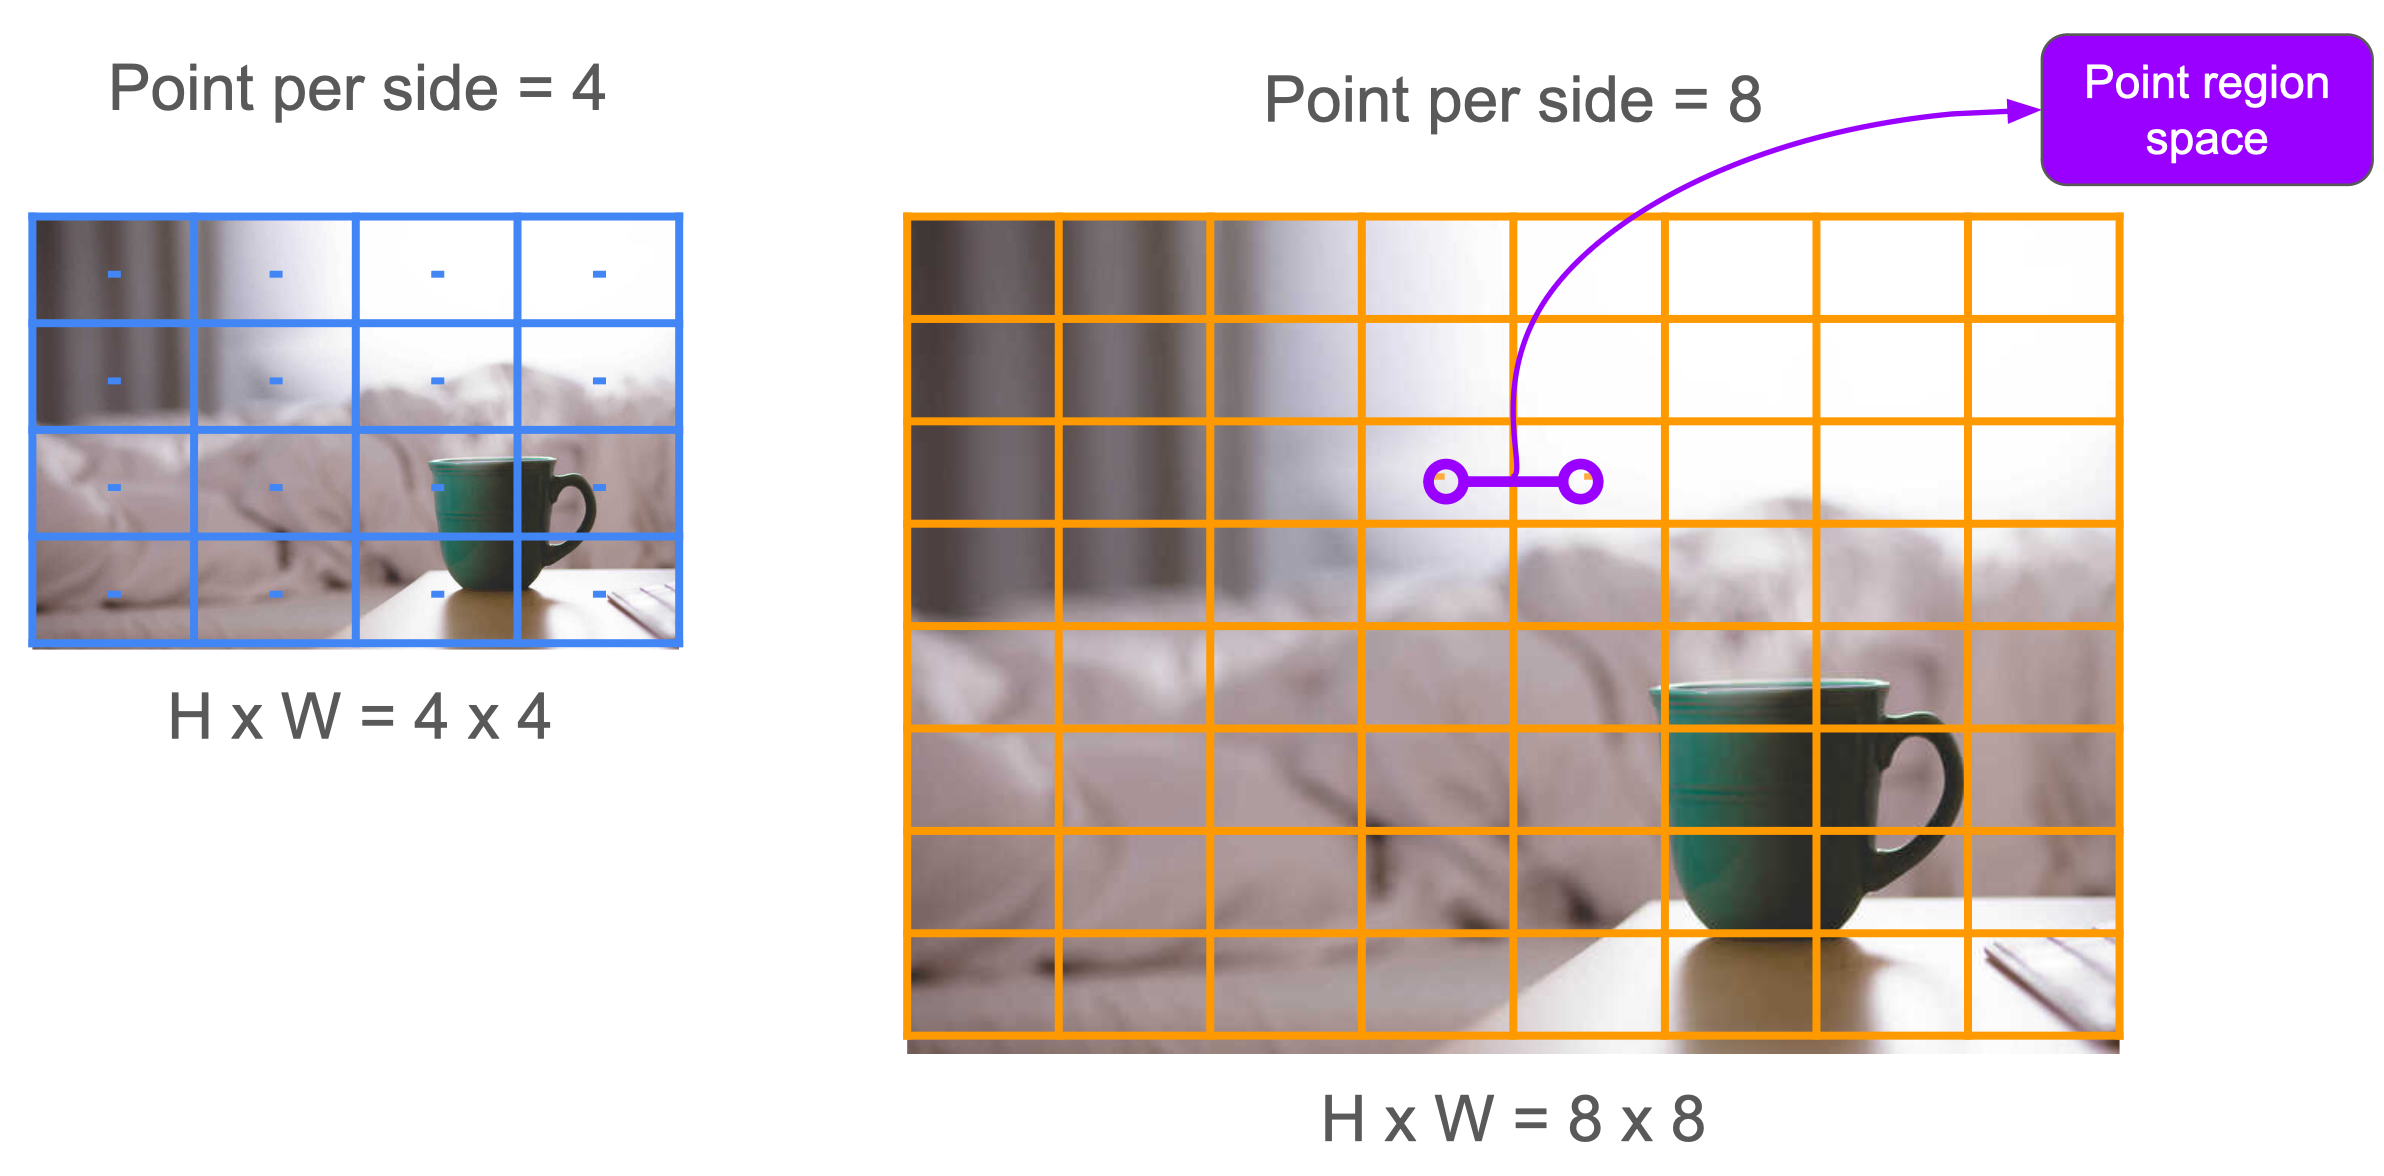 Point per side = 4
Point per side = 8
Point region
space
H x W = 4 x 4
H x W = 8 x 8